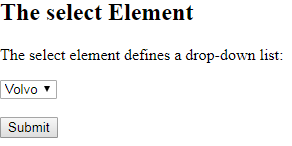 The select Element
The select element defines a drop-down list:
Volvo
Submit